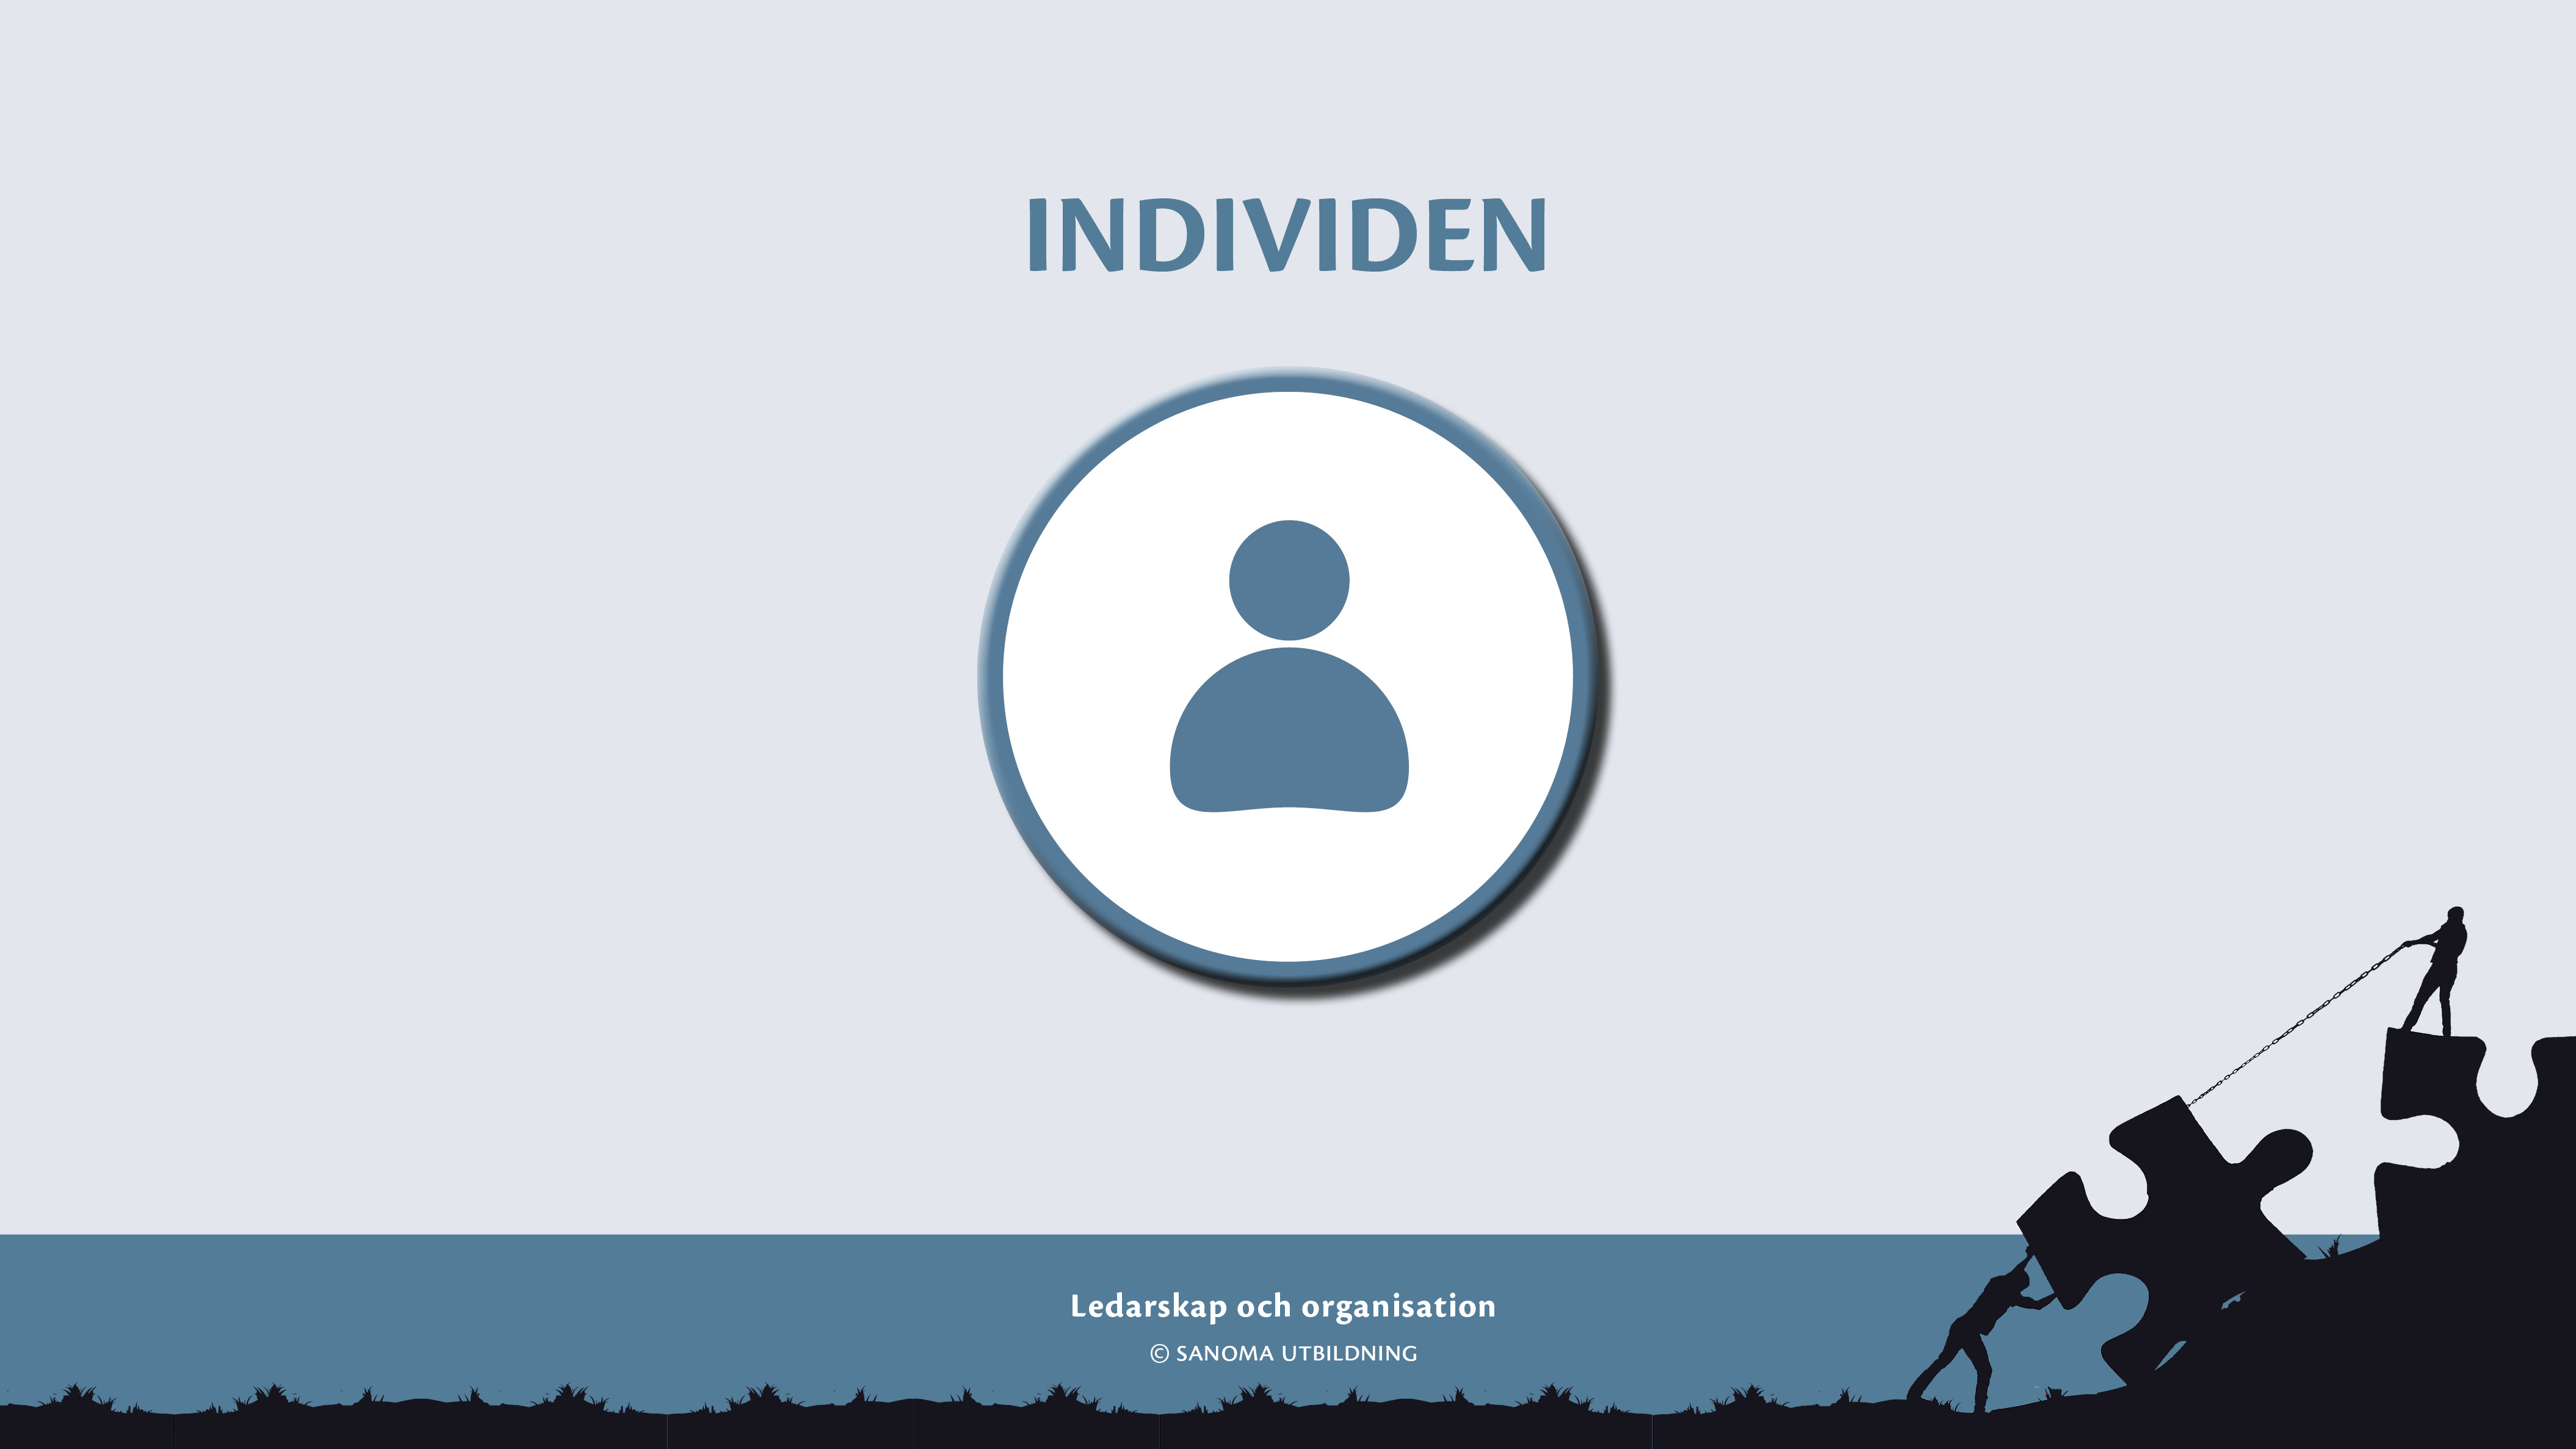 INDIVIDEN
Ledarskap och organisation
© SANOMA UTBILDNING